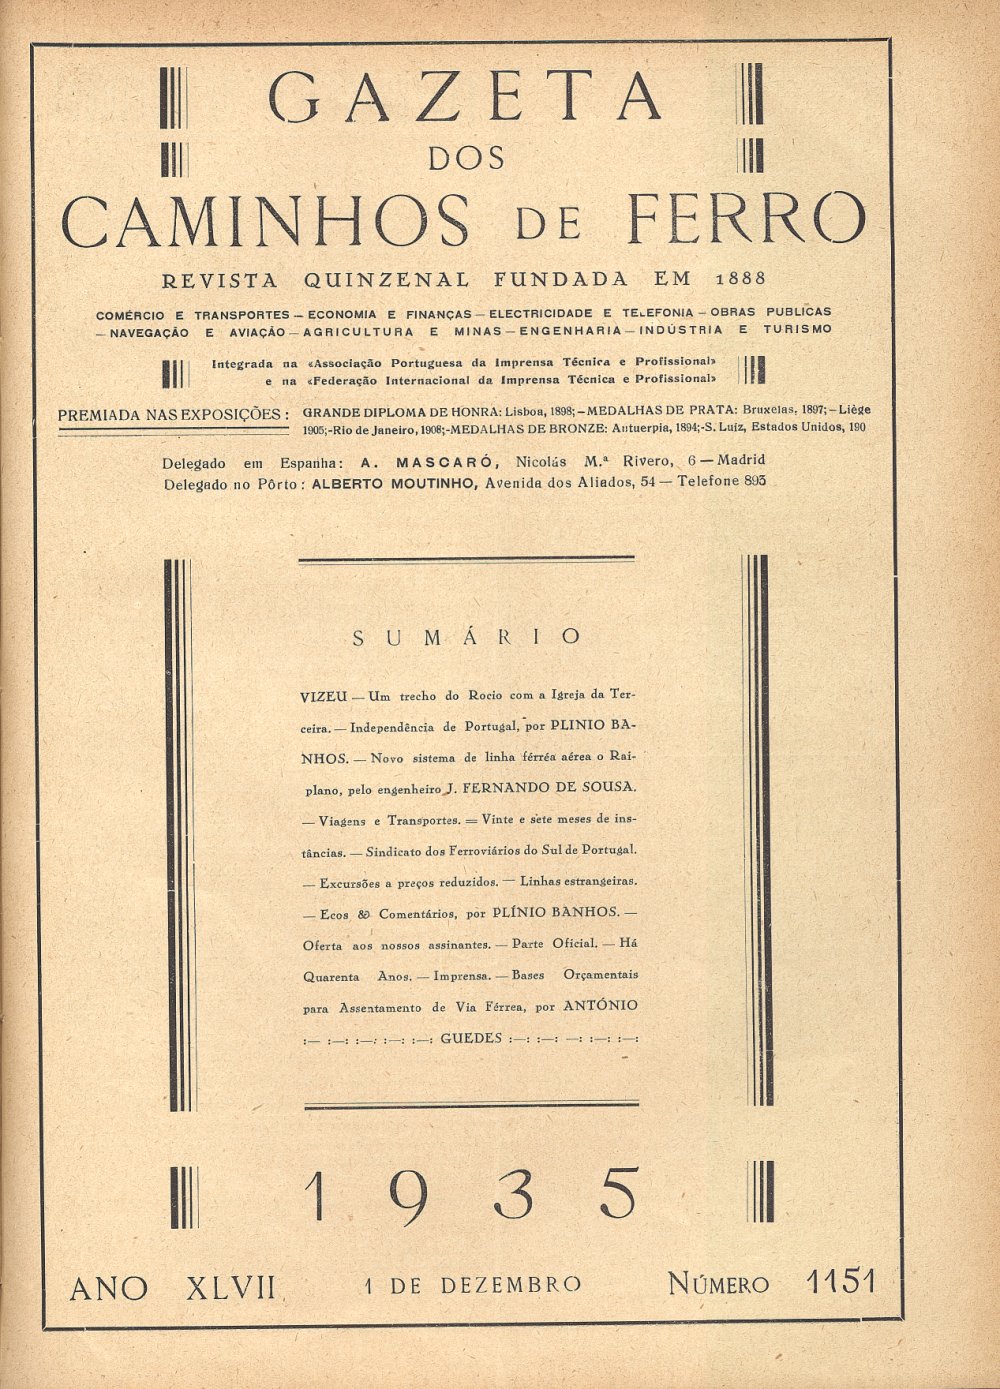 GAZETA
DOS
CAMINHOS DE FERRO
REVISTA QUINZENAL FUNDADA EM 1888
COMÉRCIO E TRANSPORTES — ECONOMIA E FINANÇAS — ELECTRICIDADE E TELEFONIA — OBRAS PUBLICAS
— NAVEGAÇÃO E AVIAÇÃO — AGRICULTURA E MINAS — ENGENHARIA — INDÚSTRIA E TURISMO
Integrada na «Associação Portuguesa da Imprensa Técnica e Profissional»
e na «Federação Internacional da Imprensa Técnica e Profissional»
PREMIADA NAS EXPOSIÇÕES : GRANDE DIPLOMA DE HONRA: Lisboa, 1898; — MEDALHAS DE PRATA: Bruxelas, 1897; — Liège
1905;-Rio de Janeiro, 1908;-MEDALHAS DE BRONZE: Antuerpia, 1894;-S. Luiz, Estados Unidos, 190
Delegado em Espanha: A. MASCARÓ, Nicolás M.ª Rivero, 6 — Madrid
Delegado no Pôrto : ALBERTO MOUTINHO, Avenida dos Aliados, 54 — Telefone 893
SUMÁRIO
VIZEU — Um trecho do Rocio com a Igreja da Ter-
ceira. — Independência de Portugal, por PLINIO BA-
NHOS. — Novo sistema de linha férréa aérea o Rai-
plano, pelo engenheiro J. FERNANDO DE SOUSA.
— Viagens e Transportes. = Vinte e sete meses de ins-
tâncias. — Sindicato dos Ferroviários do Sul de Portugal.
— Excursões a preços reduzidos. — Linhas estrangeiras.
— Ecos & Comentários, por PLÍNIO BANHOS. —
Oferta aos nossos assinantes. — Parte Oficial. — Há
Quarenta Anos. — Imprensa. — Bases Orçamentais
para Assentamento de Via Férrea, por ANTÓNIO
:—  :—: :—: :—: :—: GUEDES :—: :—: —: :—: :—:
1935
ANO XLVII 1 DE DEZEMBRO NÚMERO 1151